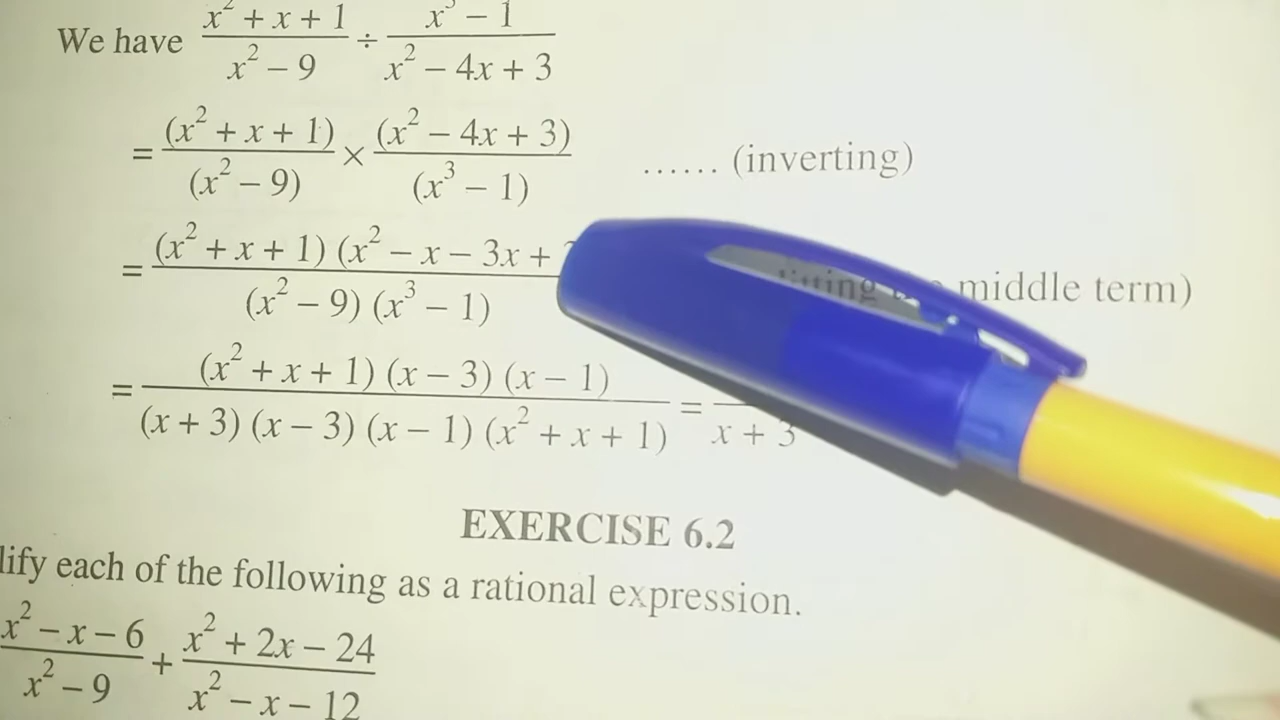 We have (x² + x + 1)/(x² − 9) ÷ (x³ − 1)/(x² − 4x + 3)
= (x² + x + 1)/(x² − 9) × (x² − 4x + 3)/(x³ − 1) ...... (inverting)
= (x² + x + 1) (x² − x − 3x + / (x² − 9) (x³ − 1) middle term)
= (x² + x + 1) (x − 3) (x − 1) / (x + 3) (x − 3) (x − 1) (x² + x + 1) = / x + 3
EXERCISE 6.2
lify each of the following as a rational expression.
(x² − x − 6)/(x² − 9) + (x² + 2x − 24)/(x² − x − 12)